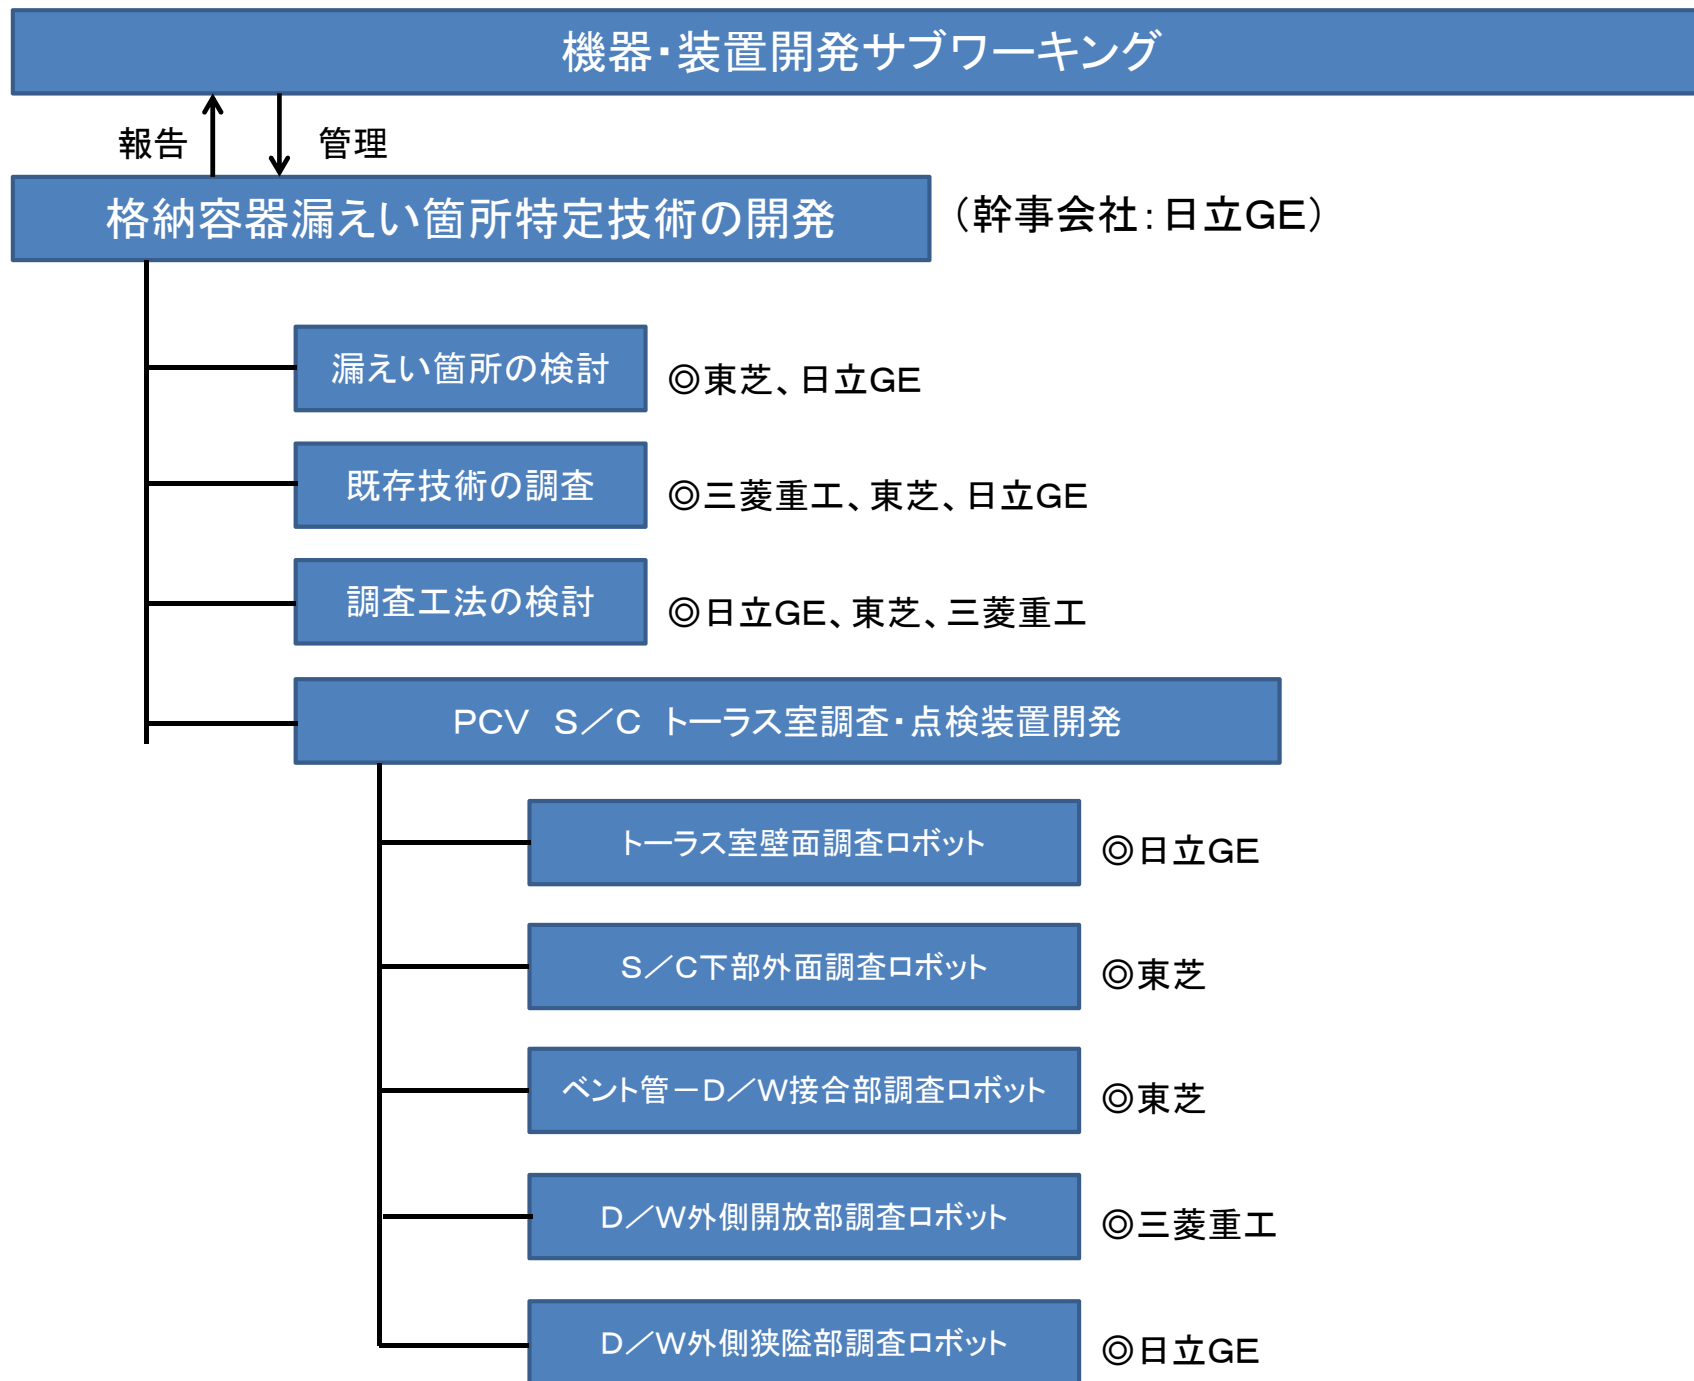 機器・装置開発サブワーキング
報告 管理
格納容器漏えい箇所特定技術の開発 （幹事会社：日立GE）
漏えい箇所の検討 ◎東芝、日立GE
既存技術の調査 ◎三菱重工、東芝、日立GE
調査工法の検討 ◎日立GE、東芝、三菱重工
PCV　S／C　トーラス室調査・点検装置開発
トーラス室壁面調査ロボット ◎日立GE
S／C下部外面調査ロボット ◎東芝
ベント管－D／W接合部調査ロボット ◎東芝
D／W外側開放部調査ロボット ◎三菱重工
D／W外側狭隘部調査ロボット ◎日立GE